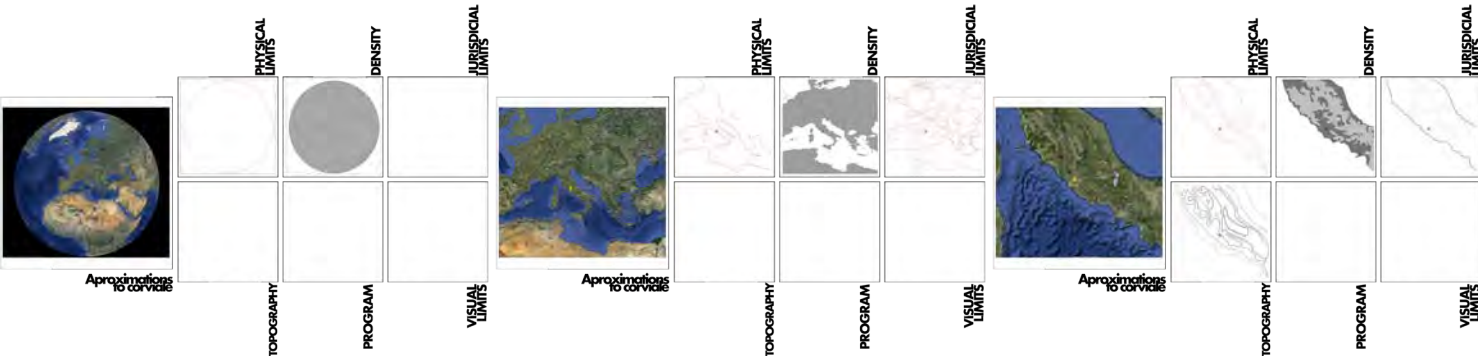 PHYSICAL
LIMITS
DENSITY
JURISDICIAL
LIMITS
Aproximations
to corviale
TOPOGRAPHY
PROGRAM
VISUAL
LIMITS
PHYSICAL
LIMITS
DENSITY
JURISDICIAL
LIMITS
Aproximations
to corviale
TOPOGRAPHY
PROGRAM
VISUAL
LIMITS
PHYSICAL
LIMITS
DENSITY
JURISDICIAL
LIMITS
Aproximations
to corviale
TOPOGRAPHY
PROGRAM
VISUAL
LIMITS